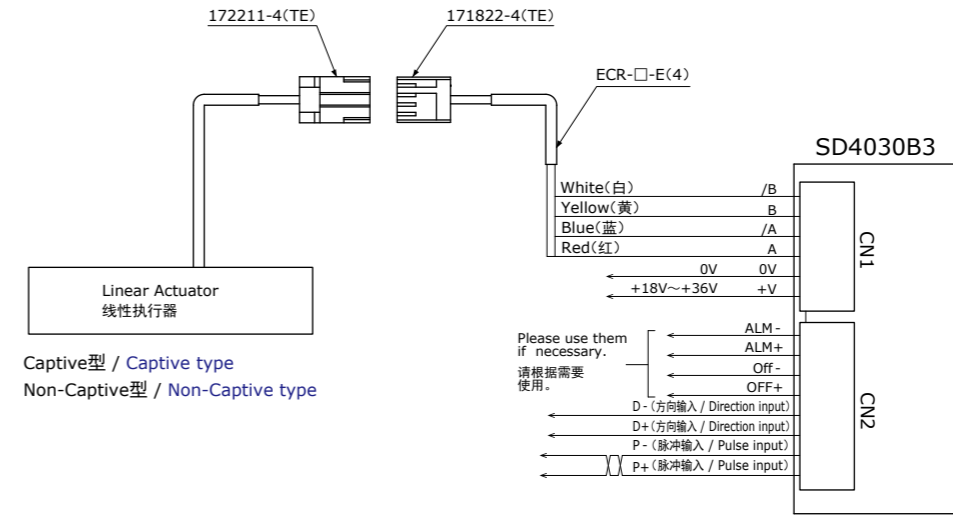 172211-4(TE)
171822-4(TE)
ECR-□-E(4)
SD4030B3
White(白) /B
Yellow(黄) B
Blue(蓝) /A
Red(红) A
0V 0V
+18V～+36V +V
CN1
Linear Actuator
线性执行器
Captive型 / Captive type
Non-Captive型 / Non-Captive type
Please use them
if necessary.
请根据需要
使用。
ALM-
ALM+
Off-
OFF+
D-(方向输入 / Direction input)
D+(方向输入 / Direction input)
P-(脉冲输入 / Pulse input)
P+(脉冲输入 / Pulse input)
CN2